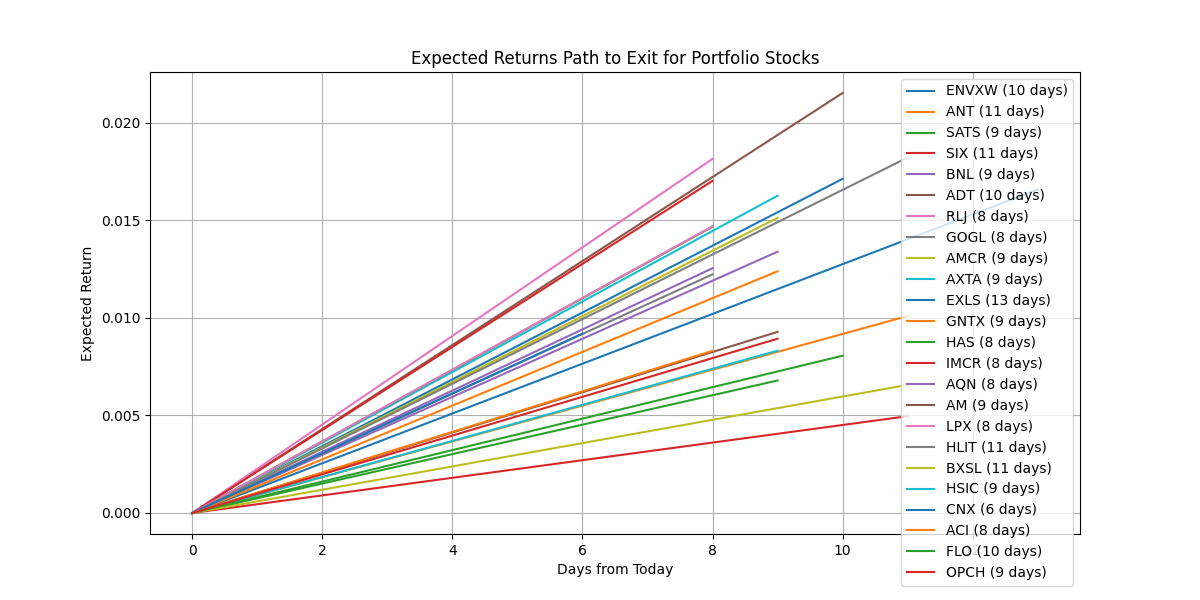 Expected Returns Path to Exit for Portfolio Stocks
Expected Return
0.020
0.015
0.010
0.005
0.000
0
2
4
6
8
10
12
Days from Today
ENVXW (10 days)
ANT (11 days)
SATS (9 days)
SIX (11 days)
BNL (9 days)
ADT (10 days)
RLJ (8 days)
GOGL (8 days)
AMCR (9 days)
AXTA (9 days)
EXLS (13 days)
GNTX (9 days)
HAS (8 days)
IMCR (8 days)
AQN (8 days)
AM (9 days)
LPX (8 days)
HLIT (11 days)
BXSL (11 days)
HSIC (9 days)
CNX (6 days)
ACI (8 days)
FLO (10 days)
OPCH (9 days)